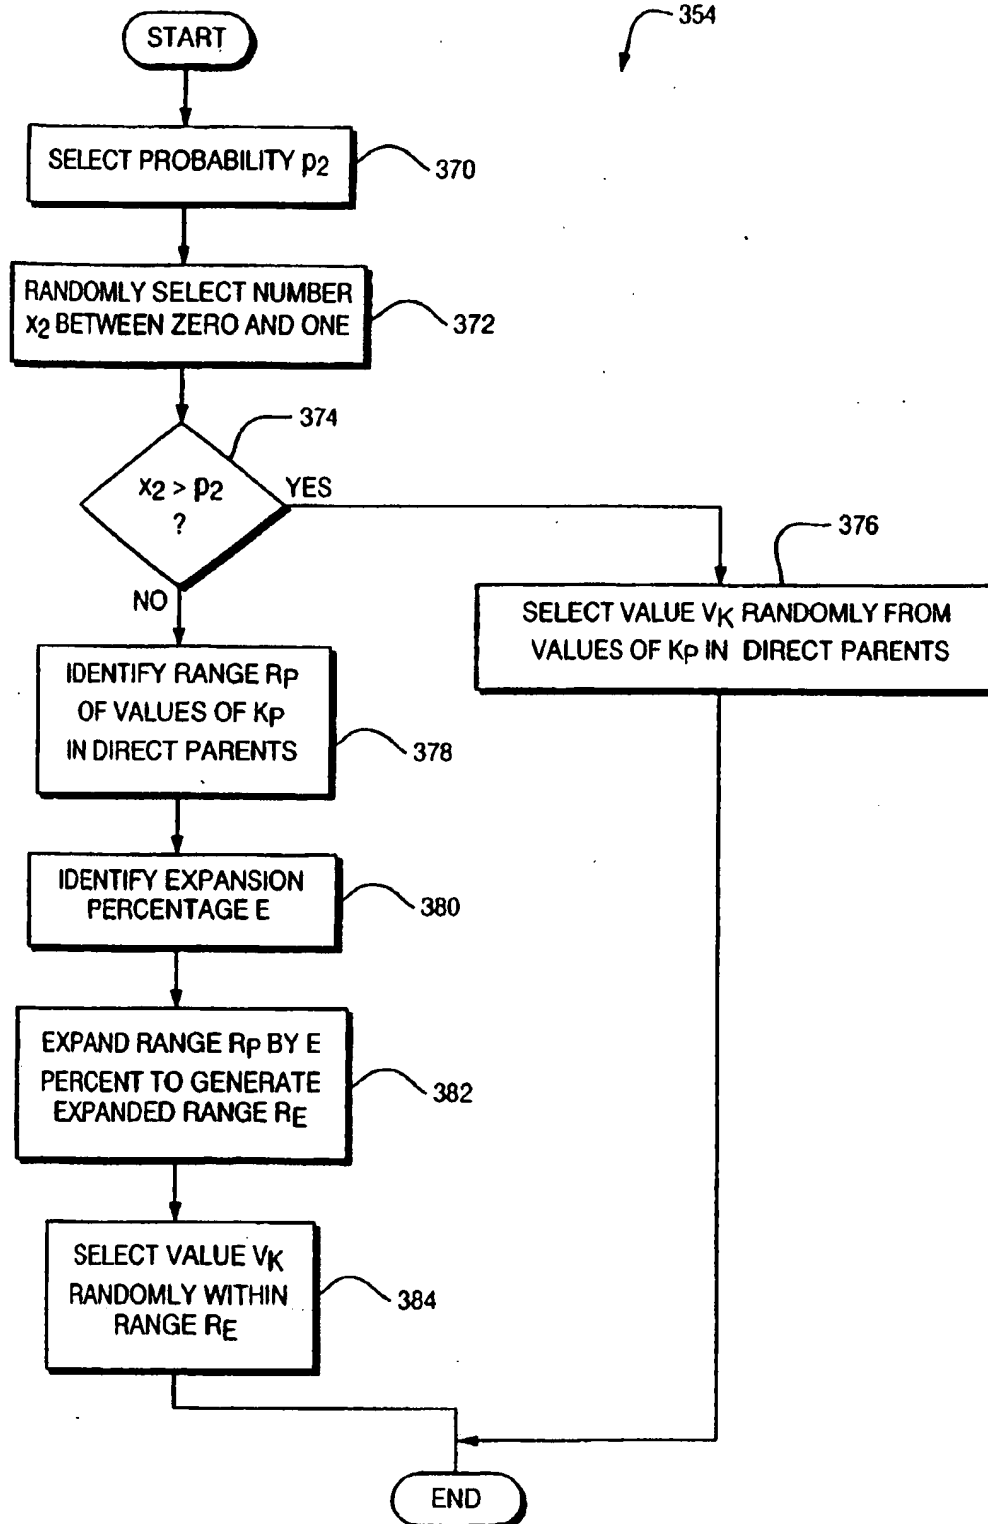 START
354
SELECT PROBABILITY p2
370
RANDOMLY SELECT NUMBER
x2 BETWEEN ZERO AND ONE
372
374
x2 > p2
?
YES
NO
376
SELECT VALUE VK RANDOMLY FROM
VALUES OF KP IN DIRECT PARENTS
IDENTIFY RANGE RP
OF VALUES OF KP
IN DIRECT PARENTS
378
IDENTIFY EXPANSION
PERCENTAGE E
380
EXPAND RANGE RP BY E
PERCENT TO GENERATE
EXPANDED RANGE RE
382
SELECT VALUE VK
RANDOMLY WITHIN
RANGE RE
384
END